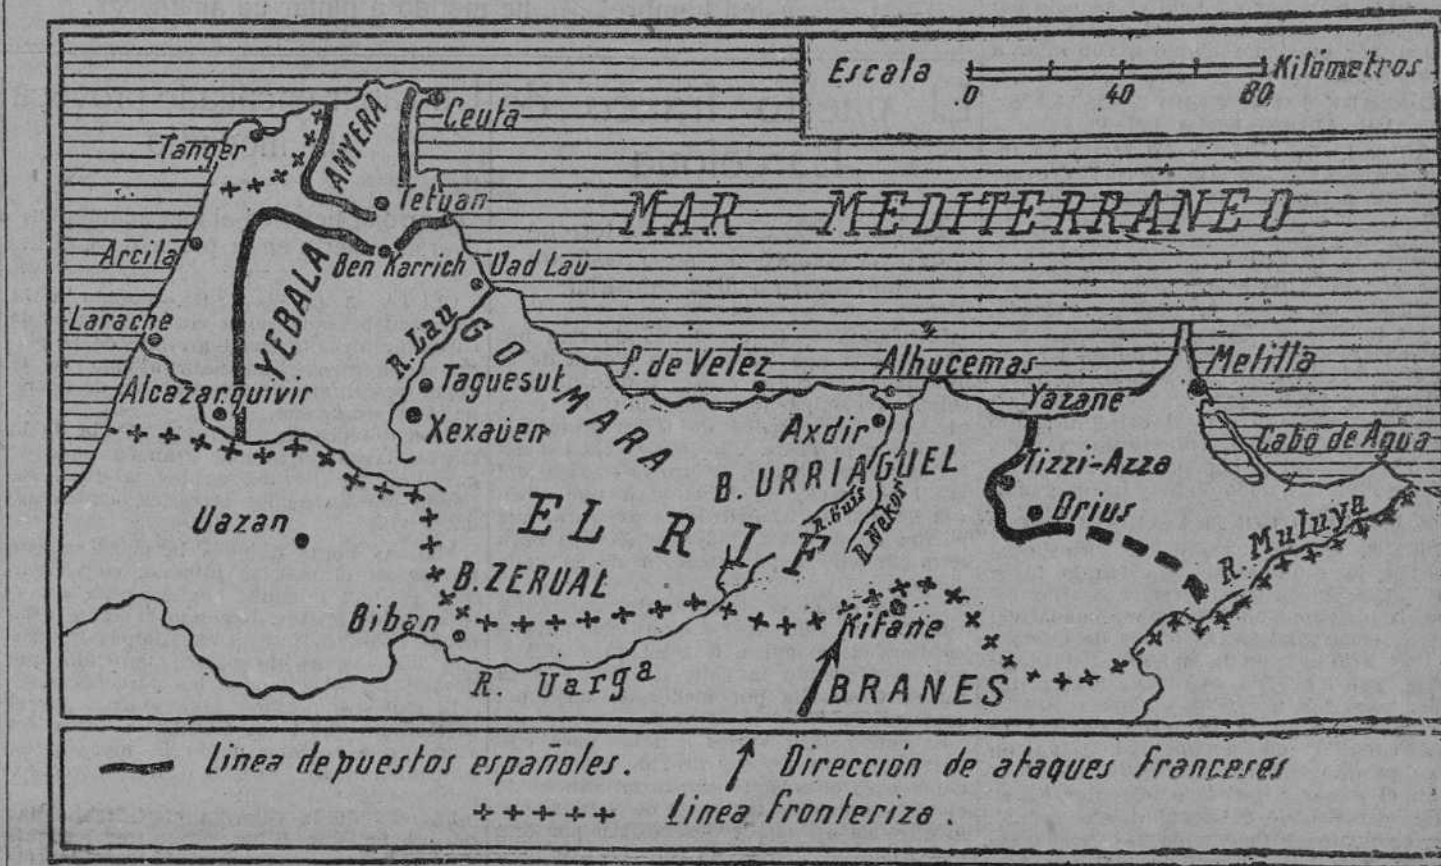 Escala
Kilómetros
0 40 80
Ceuta
Tanger
ANYERA
Tetuan
MAR MEDITERRANEO
Arcila
Ben Karrich
Uad Lau
YEBALA
Larache
R. Lau
GOMARA
P. de Velez
Alhucemas
Melilla
Alcazarquivir
Taguesut
Yazane
Xexauen
Axdir
Cabo de Agua
B. URRIAGUEL
Tizzi-Azza
Uazan
EL RIF
R. Guis
R. Nekor
Drius
R. Muluya
B. ZERUAL
Biban
Kifane
R. Uarga
BRANES
Linea de puestos españoles.
Dirección de ataques Franceses
Linea Fronteriza.